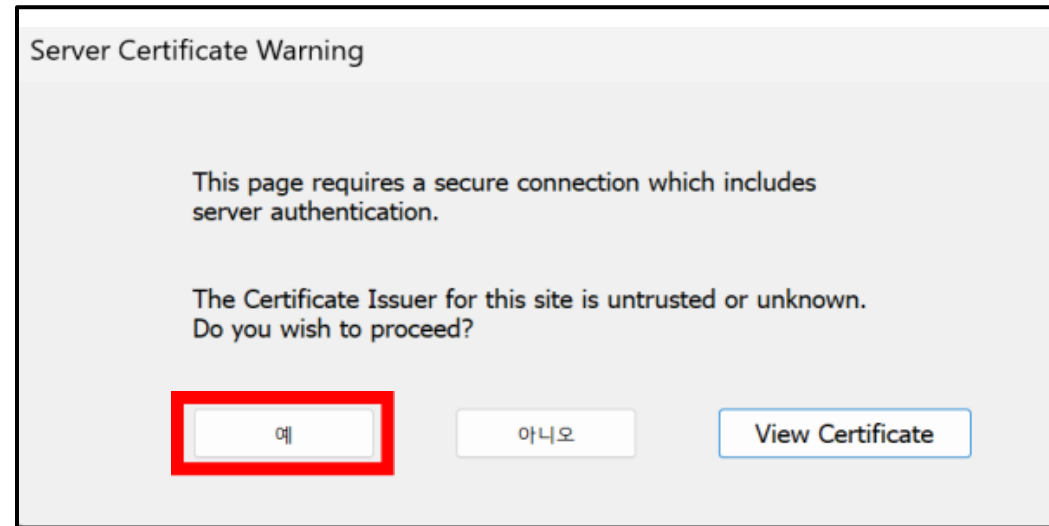 Server Certificate Warning
This page requires a secure connection which includes
server authentication.
The Certificate Issuer for this site is untrusted or unknown.
Do you wish to proceed?
예 아니오 View Certificate